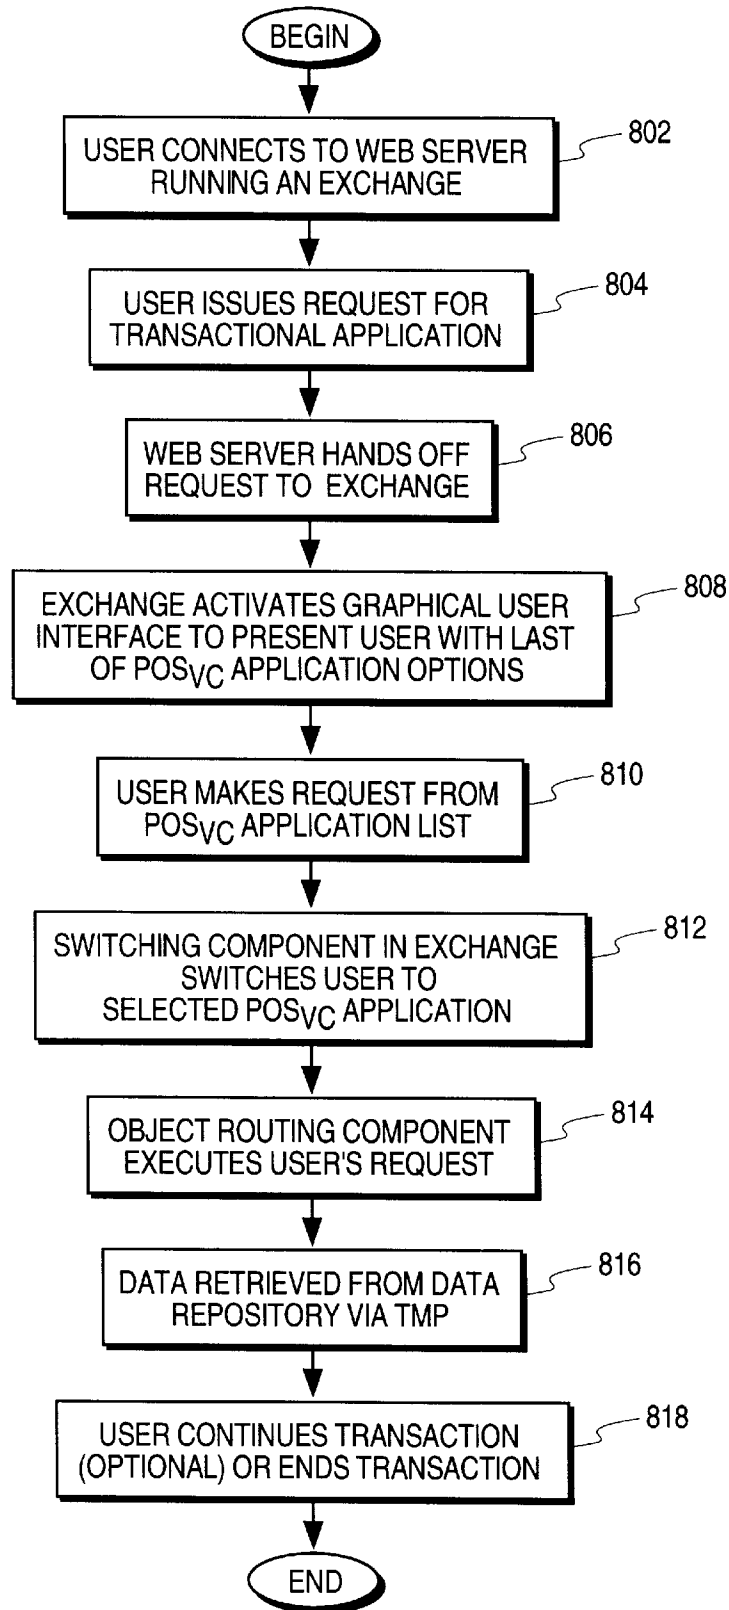 BEGIN
USER CONNECTS TO WEB SERVER
RUNNING AN EXCHANGE
802
USER ISSUES REQUEST FOR
TRANSACTIONAL APPLICATION
804
WEB SERVER HANDS OFF
REQUEST TO EXCHANGE
806
EXCHANGE ACTIVATES GRAPHICAL USER
INTERFACE TO PRESENT USER WITH LAST
OF POSVC APPLICATION OPTIONS
808
USER MAKES REQUEST FROM
POSVC APPLICATION LIST
810
SWITCHING COMPONENT IN EXCHANGE
SWITCHES USER TO
SELECTED POSVC APPLICATION
812
OBJECT ROUTING COMPONENT
EXECUTES USER'S REQUEST
814
DATA RETRIEVED FROM DATA
REPOSITORY VIA TMP
816
USER CONTINUES TRANSACTION
(OPTIONAL) OR ENDS TRANSACTION
818
END